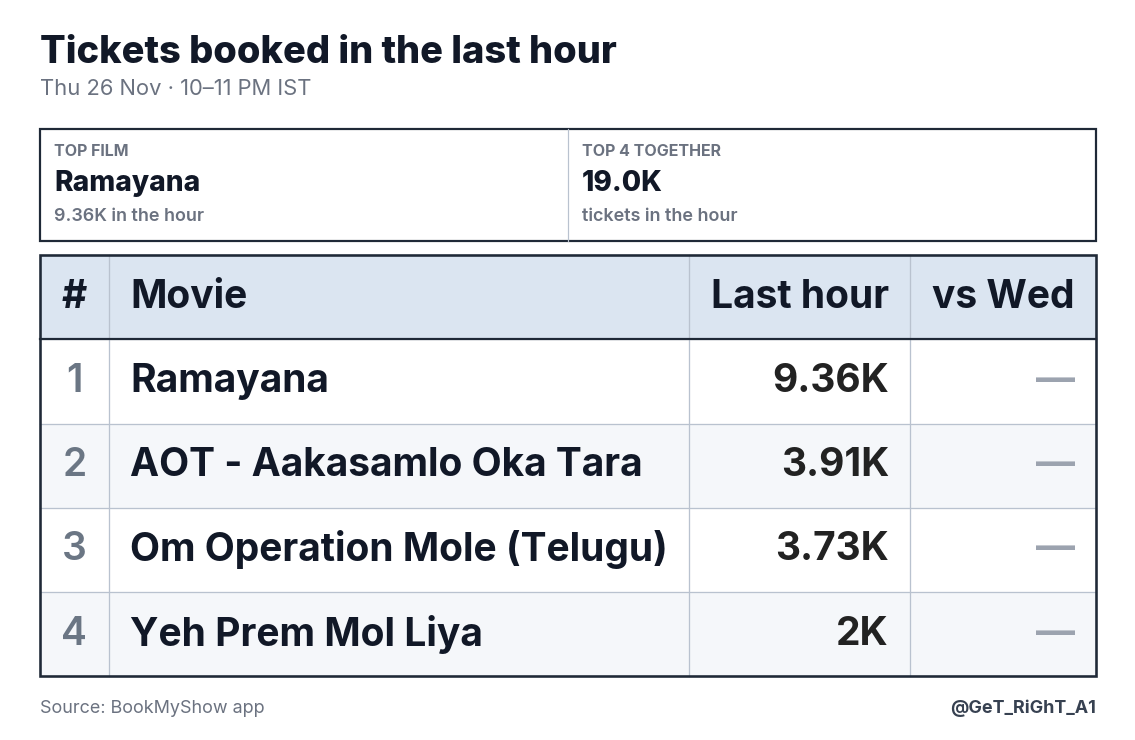 Tickets booked in the last hour
Thu 26 Nov · 10–11 PM IST
TOP FILM
Ramayana
9.36K in the hour
TOP 4 TOGETHER
19.0K
tickets in the hour
# Movie Last hour vs Wed
1 Ramayana 9.36K —
2 AOT - Aakasamlo Oka Tara 3.91K —
3 Om Operation Mole (Telugu) 3.73K —
4 Yeh Prem Mol Liya 2K —
Source: BookMyShow app
@GeT_RiGhT_A1